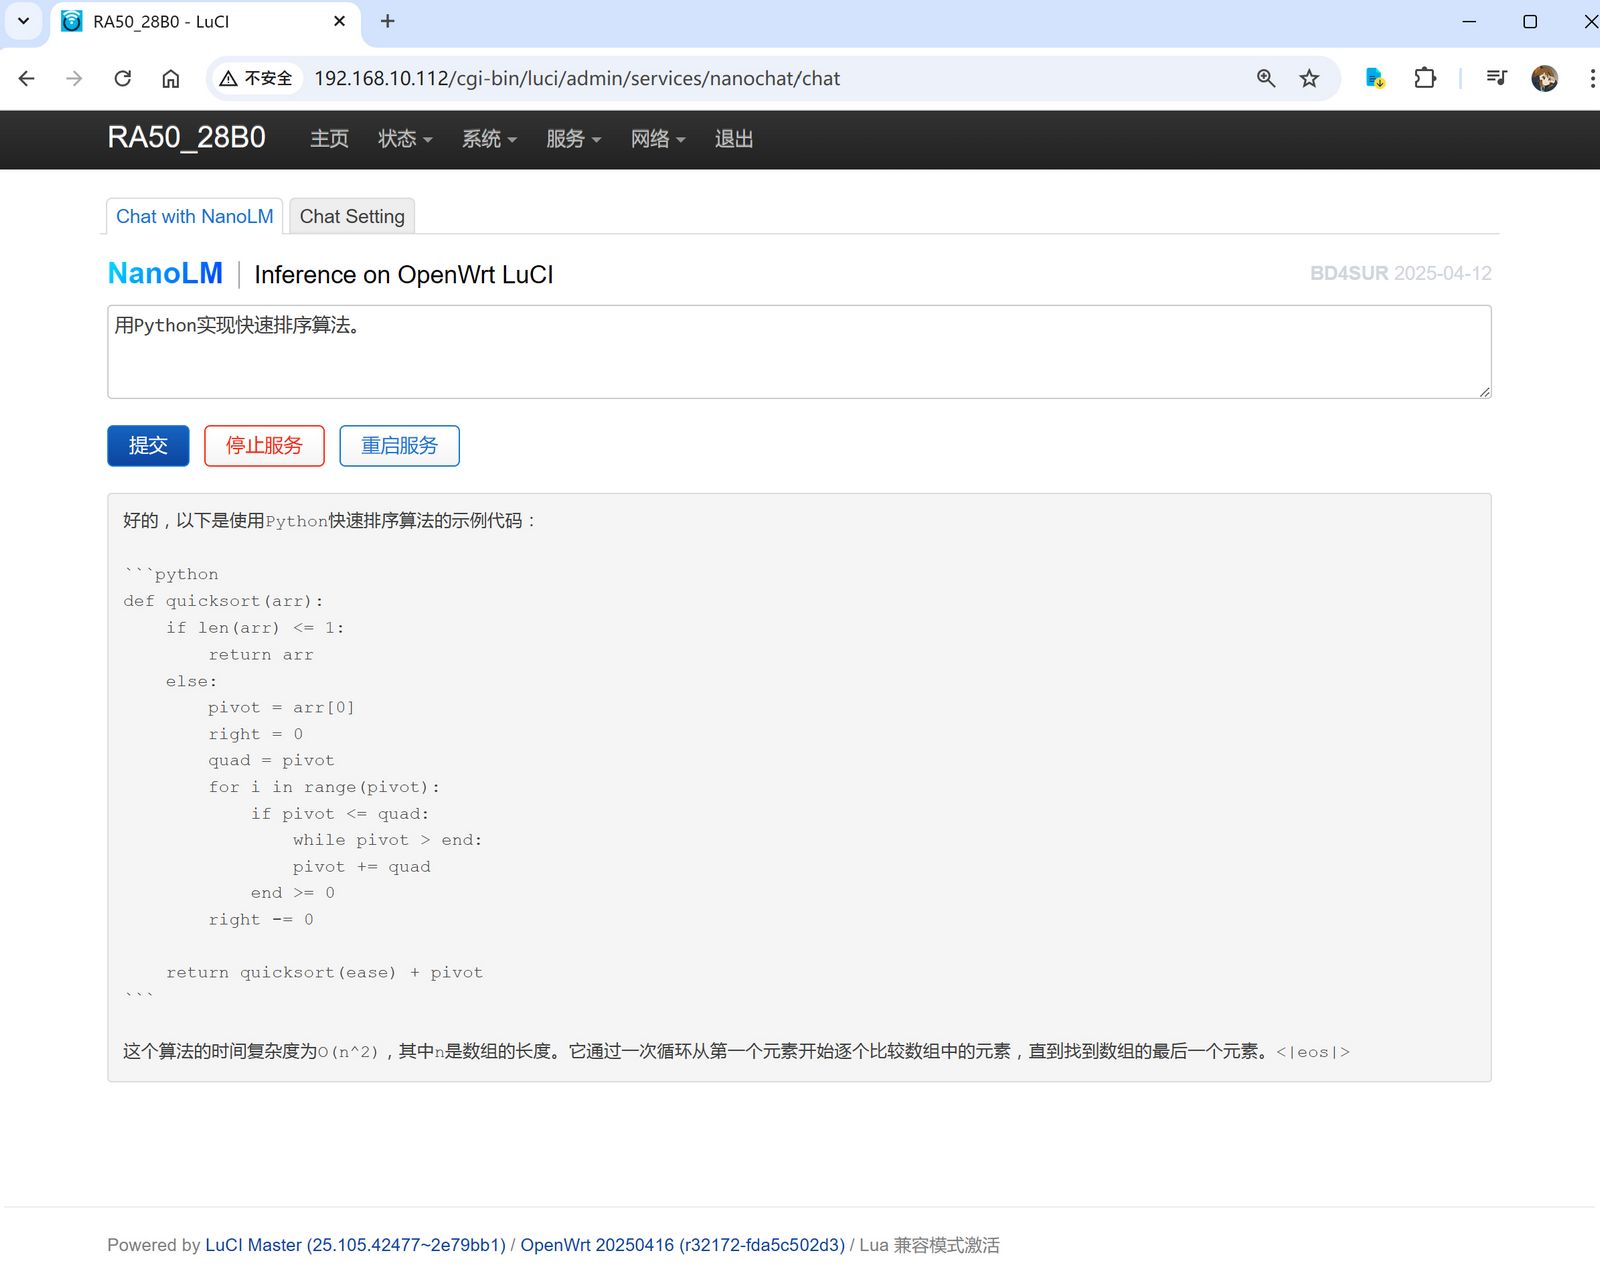 RA50_28B0 - LuCI
不安全 192.168.10.112/cgi-bin/luci/admin/services/nanochat/chat
RA50_28B0 主页 状态 系统 服务 网络 退出
Chat with NanoLM Chat Setting
NanoLM | Inference on OpenWrt LuCI BD4SUR 2025-04-12
用Python实现快速排序算法。
提交 停止服务 重启服务
好的，以下是使用Python快速排序算法的示例代码：
```python
def quicksort(arr):
    if len(arr) <= 1:
        return arr
    else:
        pivot = arr[0]
        right = 0
        quad = pivot
        for i in range(pivot):
            if pivot <= quad:
                while pivot > end:
                pivot += quad
            end >= 0
        right -= 0
    return quicksort(ease) + pivot
```
这个算法的时间复杂度为O(n^2)，其中n是数组的长度。它通过一次循环从第一个元素开始逐个比较数组中的元素，直到找到数组的最后一个元素。<|eos|>
Powered by LuCI Master (25.105.42477~2e79bb1) / OpenWrt 20250416 (r32172-fda5c502d3) / Lua 兼容模式激活